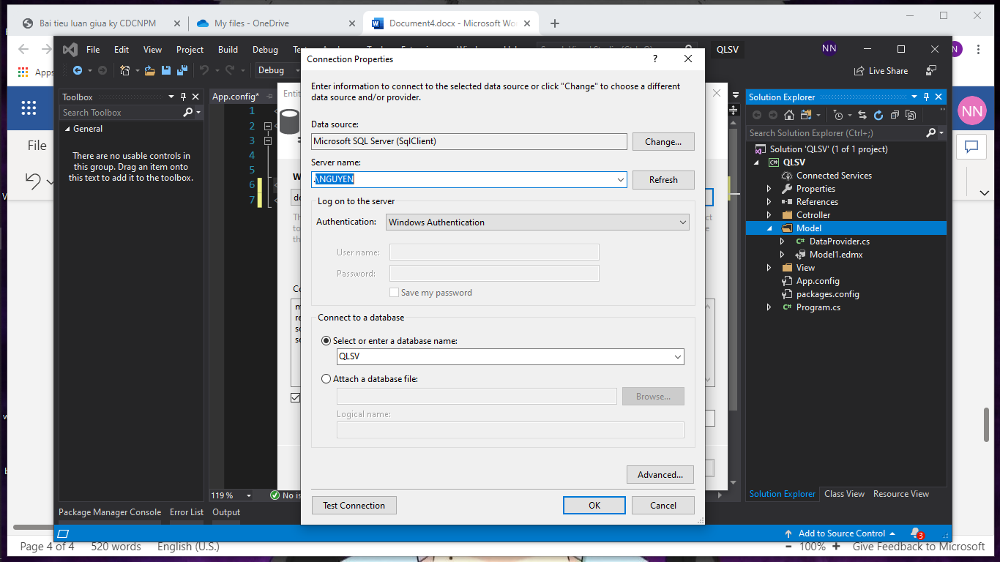 Bai tieu luan giua ky CDCNPM
My files - OneDrive
Document4.docx - Microsoft Wor
File Edit View Project Build Debug
QLSV
NN
Apps
Debug
Live Share
Connection Properties
?
Enter information to connect to the selected data source or click "Change" to choose a different
data source and/or provider.
Data source:
Microsoft SQL Server (SqlClient)
Change...
Server name:
.\NGUYEN
Refresh
Log on to the server
Authentication:
Windows Authentication
User name:
Password:
Save my password
Connect to a database
Select or enter a database name:
QLSV
Attach a database file:
Browse...
Logical name:
Advanced...
Test Connection
OK
Cancel
Toolbox
Search Toolbox
General
There are no usable controls in
this group. Drag an item onto
this text to add it to the toolbox.
App.config*
1
2
3
4
5
6
7
119 %
No is
Solution Explorer
Search Solution Explorer (Ctrl+;)
Solution 'QLSV' (1 of 1 project)
QLSV
Connected Services
Properties
References
Cotroller
Model
DataProvider.cs
Model1.edmx
View
App.config
packages.config
Program.cs
Solution Explorer Class View Resource View
Package Manager Console Error List Output
Add to Source Control
3
File
NN
Page 4 of 4 520 words English (U.S.)
100% Give Feedback to Microsoft